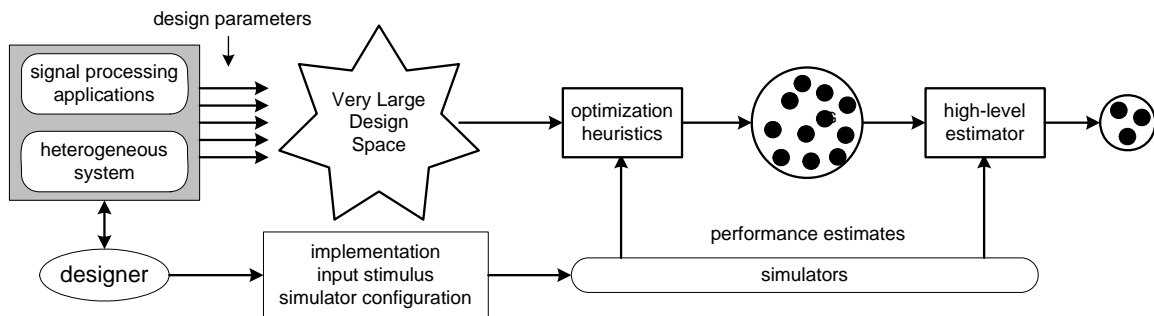 design parameters
signal processing
applications
heterogeneous
system
Very Large
Design
Space
optimization
heuristics
G
high-level
estimator
designer
implementation
input stimulus
simulator configuration
performance estimates
simulators